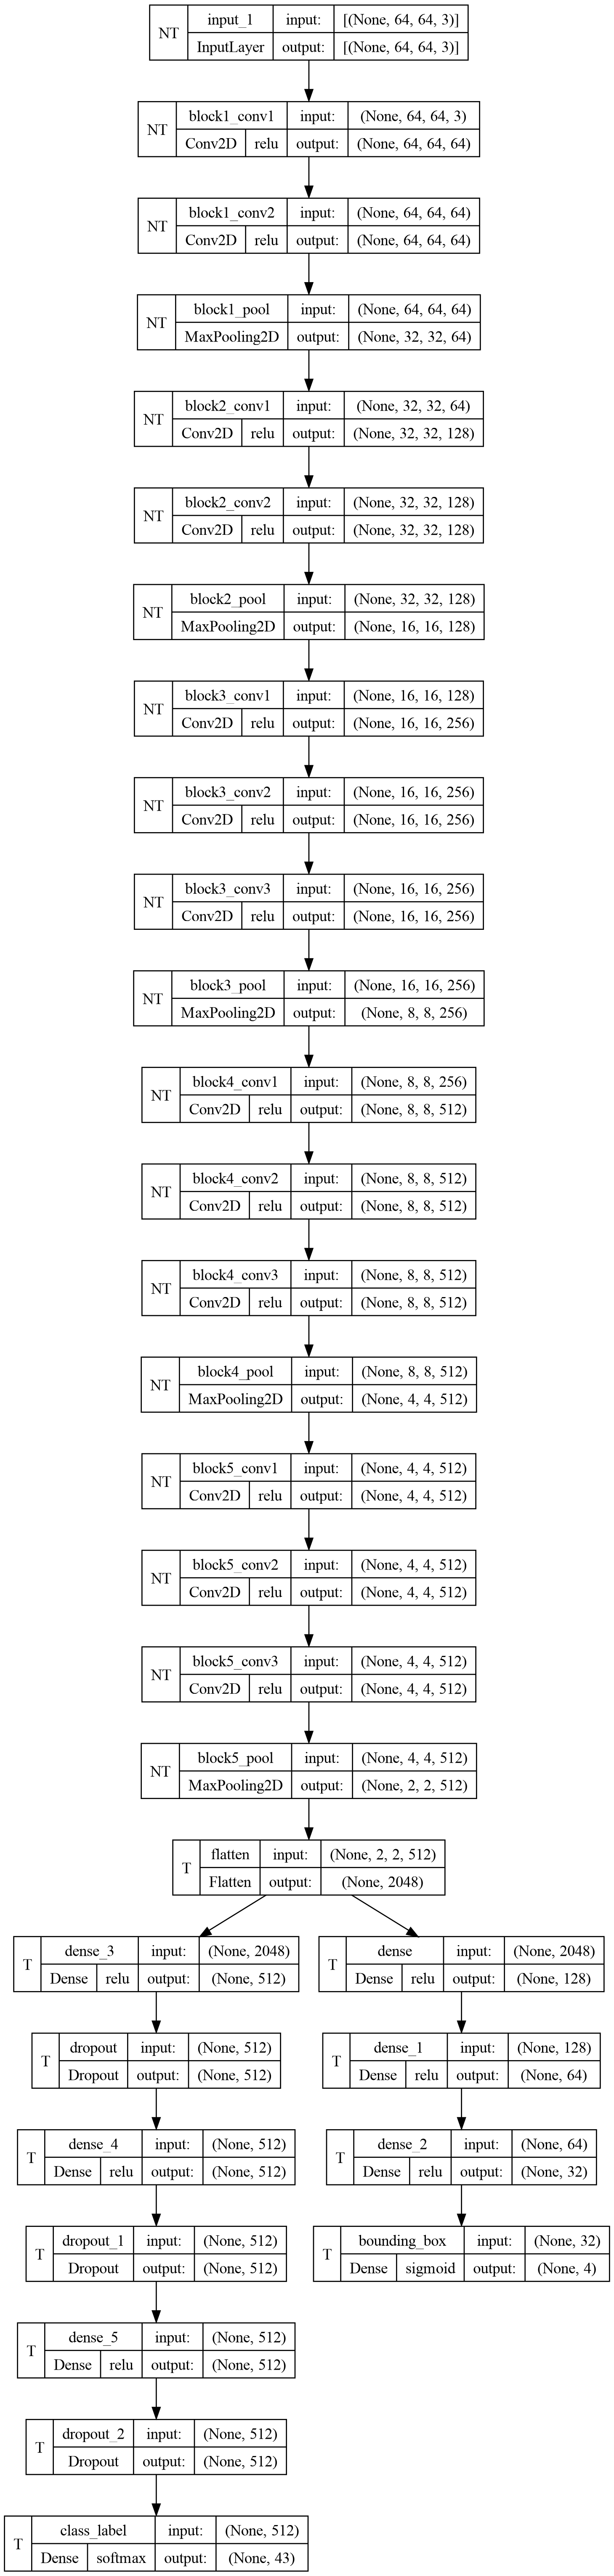 NT input_1 input: [(None, 64, 64, 3)]
InputLayer output: [(None, 64, 64, 3)]
NT block1_conv1 input: (None, 64, 64, 3)
Conv2D relu output: (None, 64, 64, 64)
NT block1_conv2 input: (None, 64, 64, 64)
Conv2D relu output: (None, 64, 64, 64)
NT block1_pool input: (None, 64, 64, 64)
MaxPooling2D output: (None, 32, 32, 64)
NT block2_conv1 input: (None, 32, 32, 64)
Conv2D relu output: (None, 32, 32, 128)
NT block2_conv2 input: (None, 32, 32, 128)
Conv2D relu output: (None, 32, 32, 128)
NT block2_pool input: (None, 32, 32, 128)
MaxPooling2D output: (None, 16, 16, 128)
NT block3_conv1 input: (None, 16, 16, 128)
Conv2D relu output: (None, 16, 16, 256)
NT block3_conv2 input: (None, 16, 16, 256)
Conv2D relu output: (None, 16, 16, 256)
NT block3_conv3 input: (None, 16, 16, 256)
Conv2D relu output: (None, 16, 16, 256)
NT block3_pool input: (None, 16, 16, 256)
MaxPooling2D output: (None, 8, 8, 256)
NT block4_conv1 input: (None, 8, 8, 256)
Conv2D relu output: (None, 8, 8, 512)
NT block4_conv2 input: (None, 8, 8, 512)
Conv2D relu output: (None, 8, 8, 512)
NT block4_conv3 input: (None, 8, 8, 512)
Conv2D relu output: (None, 8, 8, 512)
NT block4_pool input: (None, 8, 8, 512)
MaxPooling2D output: (None, 4, 4, 512)
NT block5_conv1 input: (None, 4, 4, 512)
Conv2D relu output: (None, 4, 4, 512)
NT block5_conv2 input: (None, 4, 4, 512)
Conv2D relu output: (None, 4, 4, 512)
NT block5_conv3 input: (None, 4, 4, 512)
Conv2D relu output: (None, 4, 4, 512)
NT block5_pool input: (None, 4, 4, 512)
MaxPooling2D output: (None, 2, 2, 512)
T flatten input: (None, 2, 2, 512)
Flatten output: (None, 2048)
T dense_3 input: (None, 2048)
Dense relu output: (None, 512)
T dropout input: (None, 512)
Dropout output: (None, 512)
T dense_4 input: (None, 512)
Dense relu output: (None, 512)
T dropout_1 input: (None, 512)
Dropout output: (None, 512)
T dense_5 input: (None, 512)
Dense relu output: (None, 512)
T dropout_2 input: (None, 512)
Dropout output: (None, 512)
T class_label input: (None, 512)
Dense softmax output: (None, 43)
T dense input: (None, 2048)
Dense relu output: (None, 128)
T dense_1 input: (None, 128)
Dense relu output: (None, 64)
T dense_2 input: (None, 64)
Dense relu output: (None, 32)
T bounding_box input: (None, 32)
Dense sigmoid output: (None, 4)